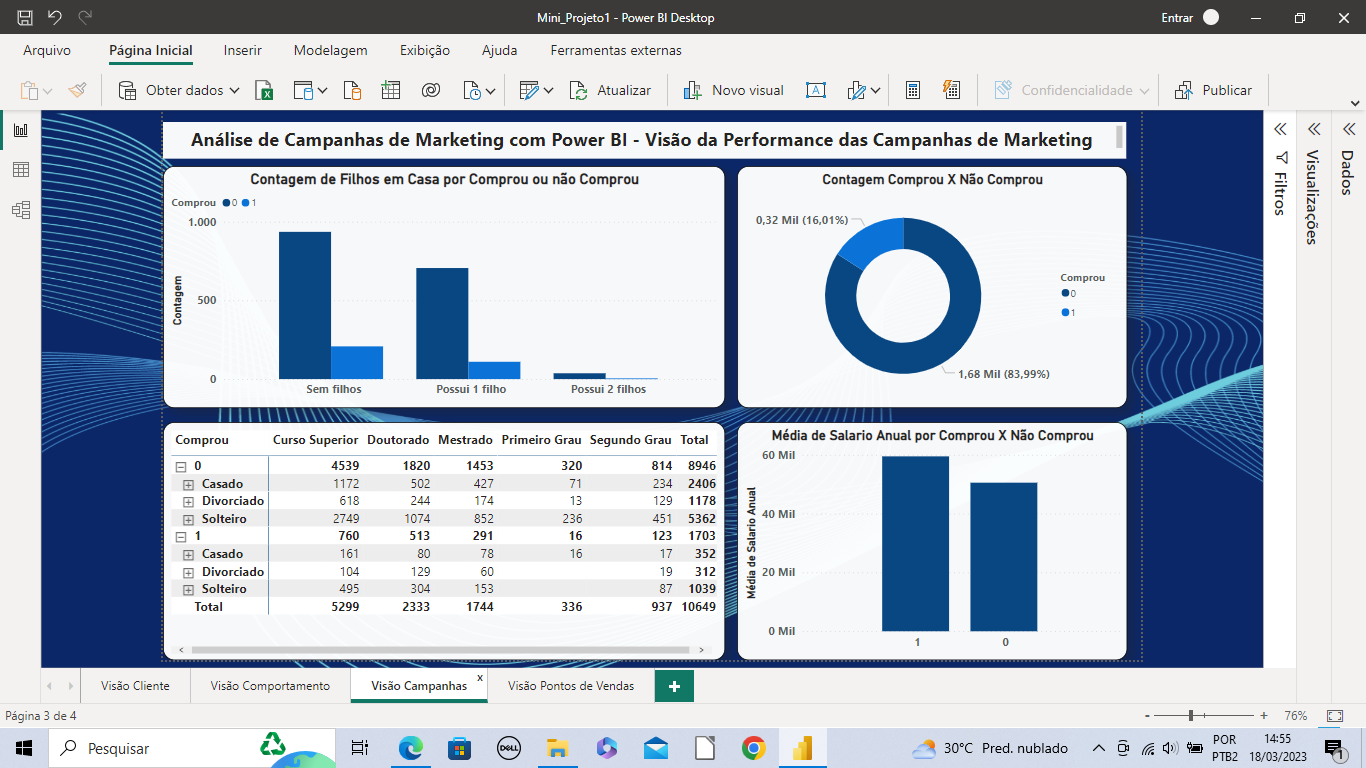 Mini_Projeto1 - Power BI Desktop
Entrar
Arquivo Página Inicial Inserir Modelagem Exibição Ajuda Ferramentas externas
Obter dados Atualizar Novo visual Confidencialidade Publicar
Análise de Campanhas de Marketing com Power BI - Visão da Performance das Campanhas de Marketing
Contagem de Filhos em Casa por Comprou ou não Comprou
Comprou 0 1
1.000
500
0
Contagem
Sem filhos Possui 1 filho Possui 2 filhos
Contagem Comprou X Não Comprou
0,32 Mil (16,01%)
1,68 Mil (83,99%)
Comprou
0
1
Comprou Curso Superior Doutorado Mestrado Primeiro Grau Segundo Grau Total
0 4539 1820 1453 320 814 8946
Casado 1172 502 427 71 234 2406
Divorciado 618 244 174 13 129 1178
Solteiro 2749 1074 852 236 451 5362
1 760 513 291 16 123 1703
Casado 161 80 78 16 17 352
Divorciado 104 129 60 19 312
Solteiro 495 304 153 87 1039
Total 5299 2333 1744 336 937 10649
Média de Salario Anual por Comprou X Não Comprou
60 Mil
40 Mil
20 Mil
0 Mil
Média de Salario Anual
1 0
Filtros
Visualizações
Dados
Visão Cliente Visão Comportamento Visão Campanhas x Visão Pontos de Vendas +
Página 3 de 4
- + 76%
Pesquisar
DELL
30°C Pred. nublado
POR
PTB2
14:55
18/03/2023
1